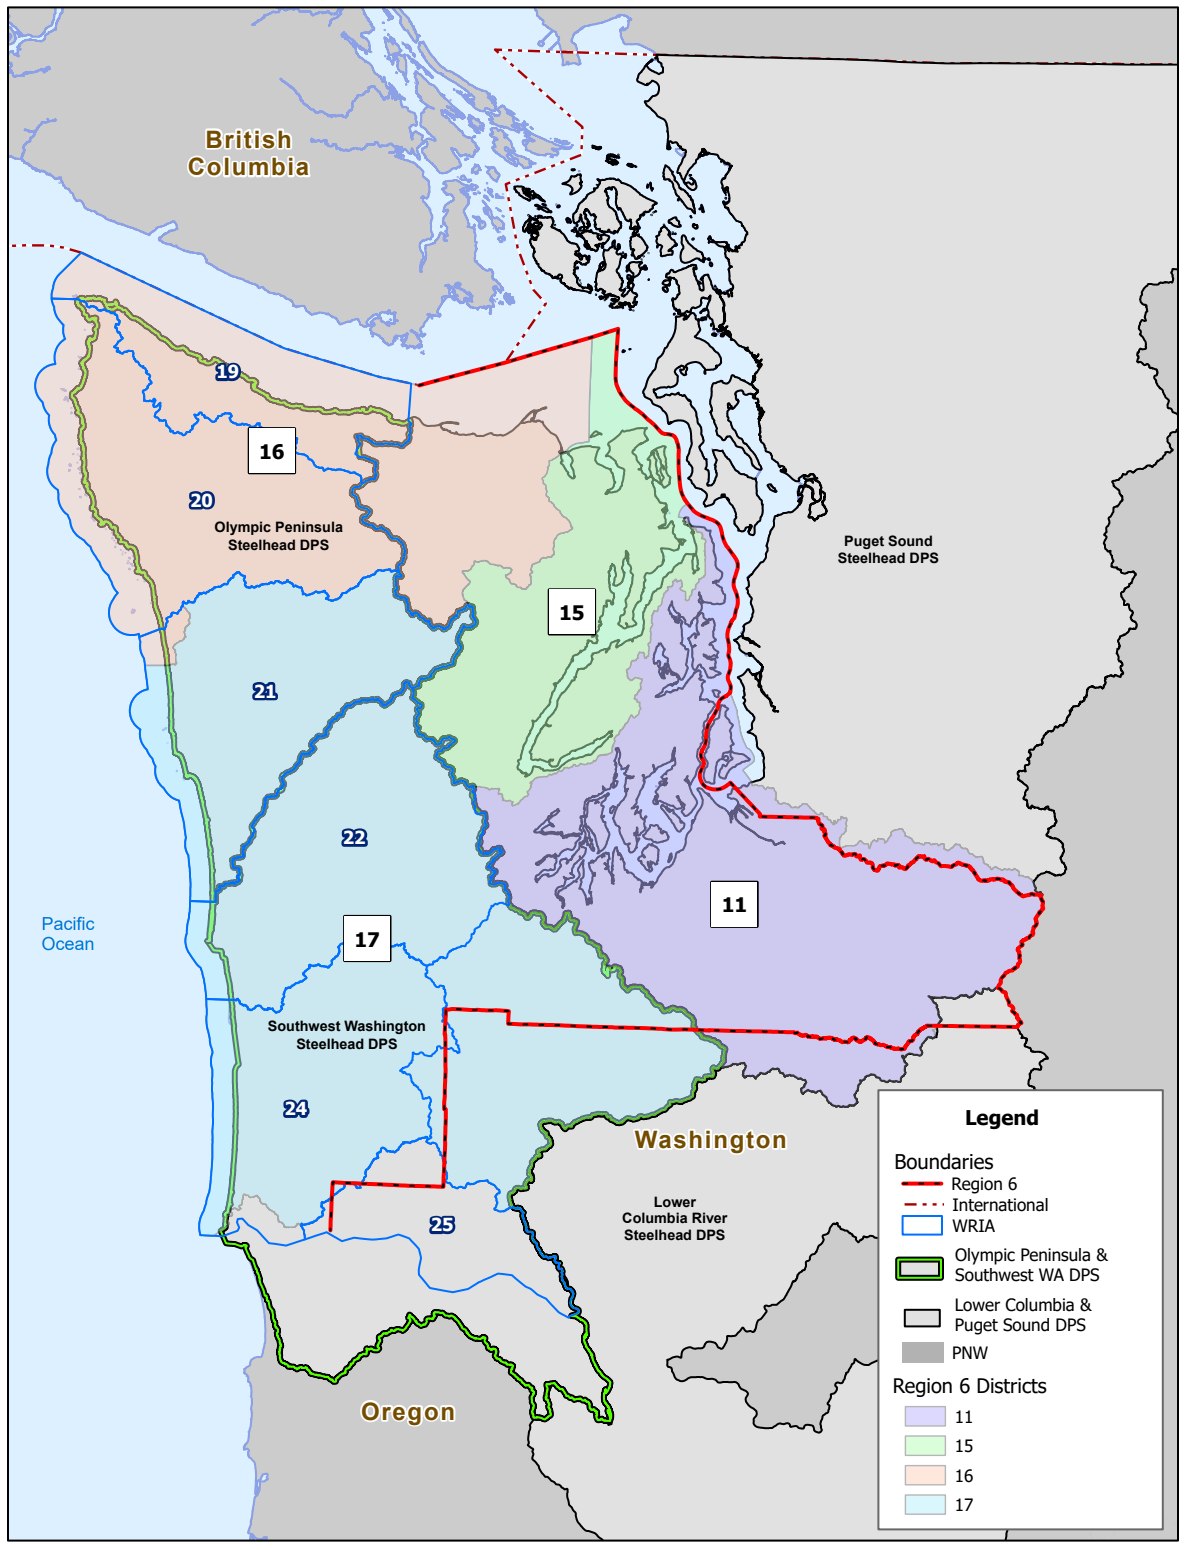 British
Columbia
19
16
20
Olympic Peninsula
Steelhead DPS
Puget Sound
Steelhead DPS
15
21
22
11
Pacific
Ocean
17
Southwest Washington
Steelhead DPS
24
Washington
Lower
Columbia River
Steelhead DPS
25
Oregon
Legend
Boundaries
Region 6
International
WRIA
Olympic Peninsula &
Southwest WA DPS
Lower Columbia &
Puget Sound DPS
PNW
Region 6 Districts
11
15
16
17